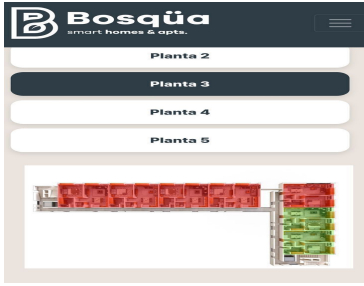 Bosqüa
smart homes & apts.
Planta 2
Planta 3
Planta 4
Planta 5